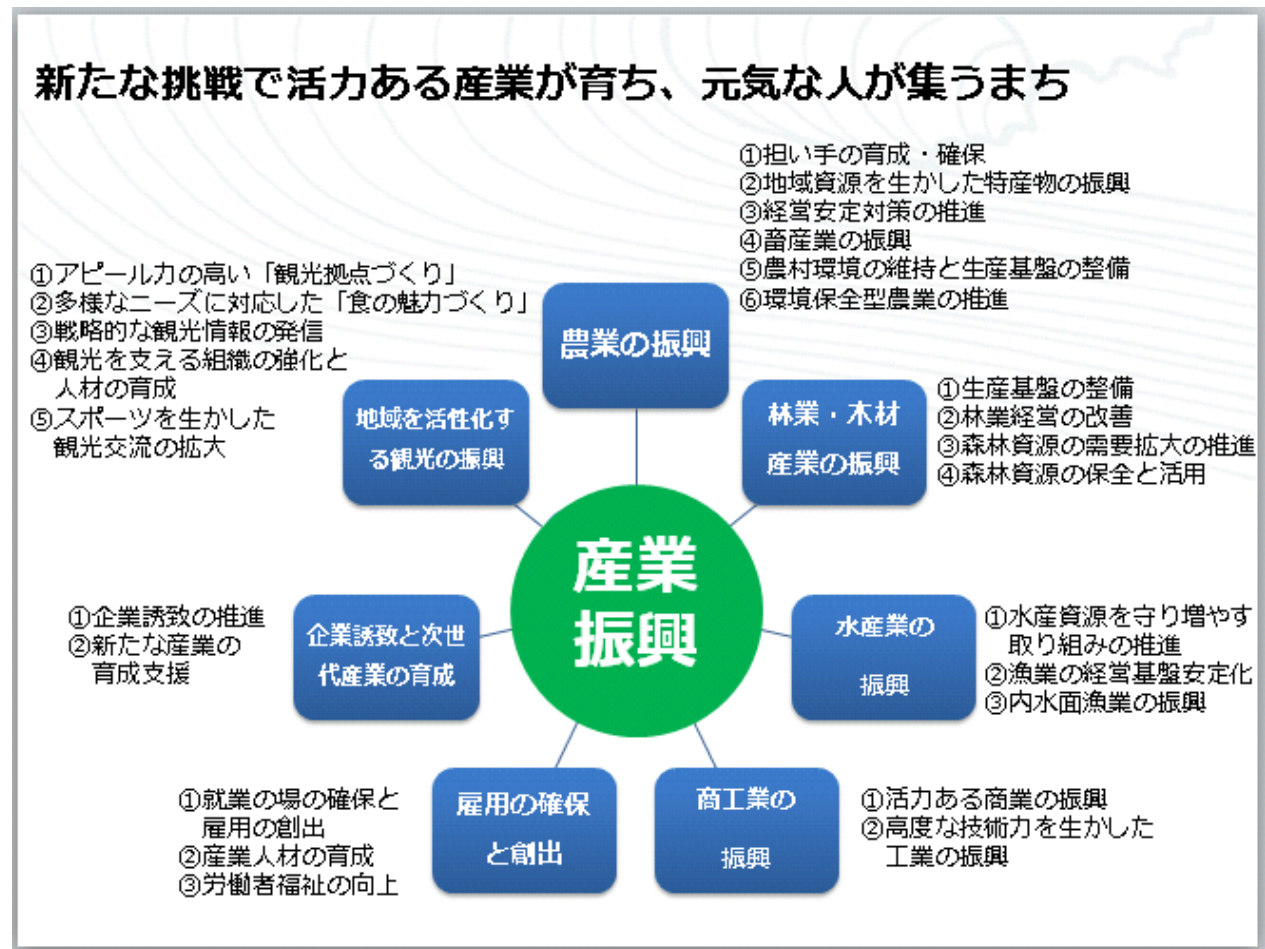 新たな挑戦で活力ある産業が育ち、元気な人が集うまち
①担い手の育成・確保
②地域資源を生かした特産物の振興
③経営安定対策の推進
④畜産業の振興
⑤農村環境の維持と生産基盤の整備
⑥環境保全型農業の推進
農業の振興
①アピール力の高い「観光拠点づくり」
②多様なニーズに対応した「食の魅力づくり」
③戦略的な観光情報の発信
④観光を支える組織の強化と
人材の育成
⑤スポーツを生かした
観光交流の拡大
地域を活性化す
る観光の振興
林業・木材
産業の振興
①生産基盤の整備
②林業経営の改善
③森林資源の需要拡大の推進
④森林資源の保全と活用
産業
振興
①企業誘致の推進
②新たな産業の
育成支援
企業誘致と次世
代産業の育成
水産業の
振興
①水産資源を守り増やす
取り組みの推進
②漁業の経営基盤安定化
③内水面漁業の振興
①就業の場の確保と
雇用の創出
②産業人材の育成
③労働者福祉の向上
雇用の確保
と創出
商工業の
振興
①活力ある商業の振興
②高度な技術力を生かした
工業の振興